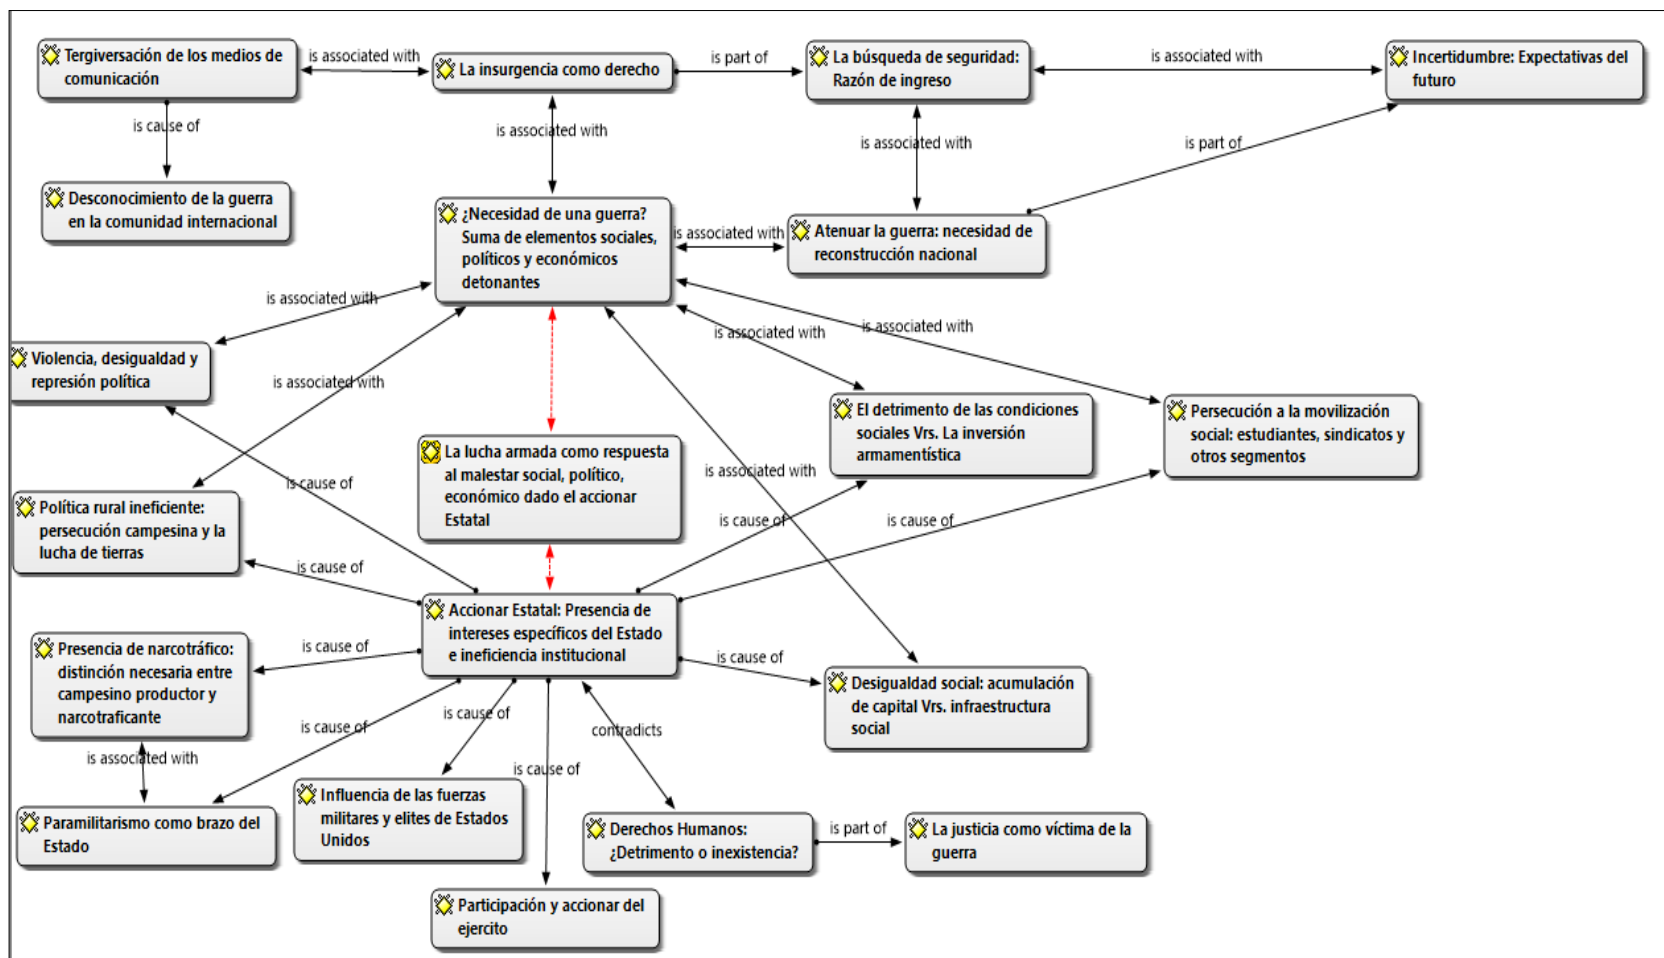 Tergiversación de los medios de
comunicación
is associated with
La insurgencia como derecho
is part of
La búsqueda de seguridad:
Razón de ingreso
is associated with
Incertidumbre: Expectativas del
futuro
is cause of
is associated with
is associated with
is part of
Desconocimiento de la guerra
en la comunidad internacional
¿Necesidad de una guerra?
Suma de elementos sociales,
políticos y económicos
detonantes
is associated with
Atenuar la guerra: necesidad de
reconstrucción nacional
is associated with
is associated with
is associated with
Violencia, desigualdad y
represión política
is associated with
El detrimento de las condiciones
sociales Vrs. La inversión
armamentística
Persecución a la movilización
social: estudiantes, sindicatos y
otros segmentos
La lucha armada como respuesta
al malestar social, político,
económico dado el accionar
Estatal
is associated with
is cause of
Política rural ineficiente:
persecución campesina y la
lucha de tierras
is cause of
is cause of
is cause of
Accionar Estatal: Presencia de
intereses específicos del Estado
e ineficiencia institucional
Presencia de narcotráfico:
distinción necesaria entre
campesino productor y
narcotraficante
is cause of
is cause of
Desigualdad social: acumulación
de capital Vrs. infraestructura
social
is cause of
is cause of
contradicts
is associated with
is cause of
Paramilitarismo como brazo del
Estado
Influencia de las fuerzas
militares y elites de Estados
Unidos
Derechos Humanos:
¿Detrimento o inexistencia?
is part of
La justicia como víctima de la
guerra
Participación y accionar del
ejercito